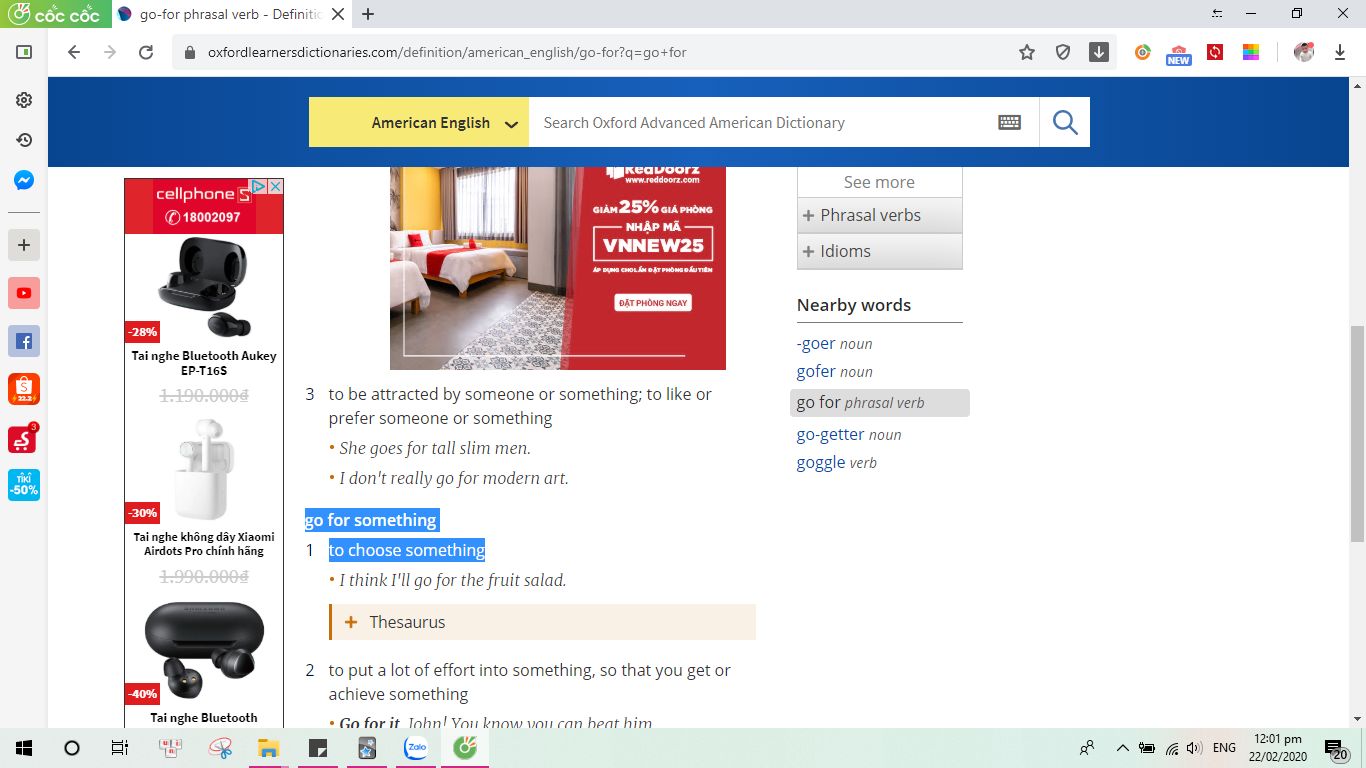 cốc cốc
go-for phrasal verb - Definitio
oxfordlearnersdictionaries.com/definition/american_english/go-for?q=go+for
NEW
American English
Search Oxford Advanced American Dictionary
cellphoneS
18002097
-28%
Tai nghe Bluetooth Aukey
EP-T16S
1.190.000₫
-30%
Tai nghe không dây Xiaomi
Airdots Pro chính hãng
1.990.000₫
-40%
Tai nghe Bluetooth
RedDoorz
www.reddoorz.com
GIẢM 25% GIÁ PHÒNG
NHẬP MÃ
VNNEW25
ÁP DỤNG CHO LẦN ĐẶT PHÒNG ĐẦU TIÊN
ĐẶT PHÒNG NGAY
3 to be attracted by someone or something; to like or
prefer someone or something
• She goes for tall slim men.
• I don't really go for modern art.
go for something
1 to choose something
• I think I'll go for the fruit salad.
+ Thesaurus
2 to put a lot of effort into something, so that you get or
achieve something
• Go for it, John! You know you can beat him.
See more
+ Phrasal verbs
+ Idioms
Nearby words
-goer noun
gofer noun
go for phrasal verb
go-getter noun
goggle verb
22.2
3
TIKI
-50%
Zalo
ENG
12:01 pm
22/02/2020
20